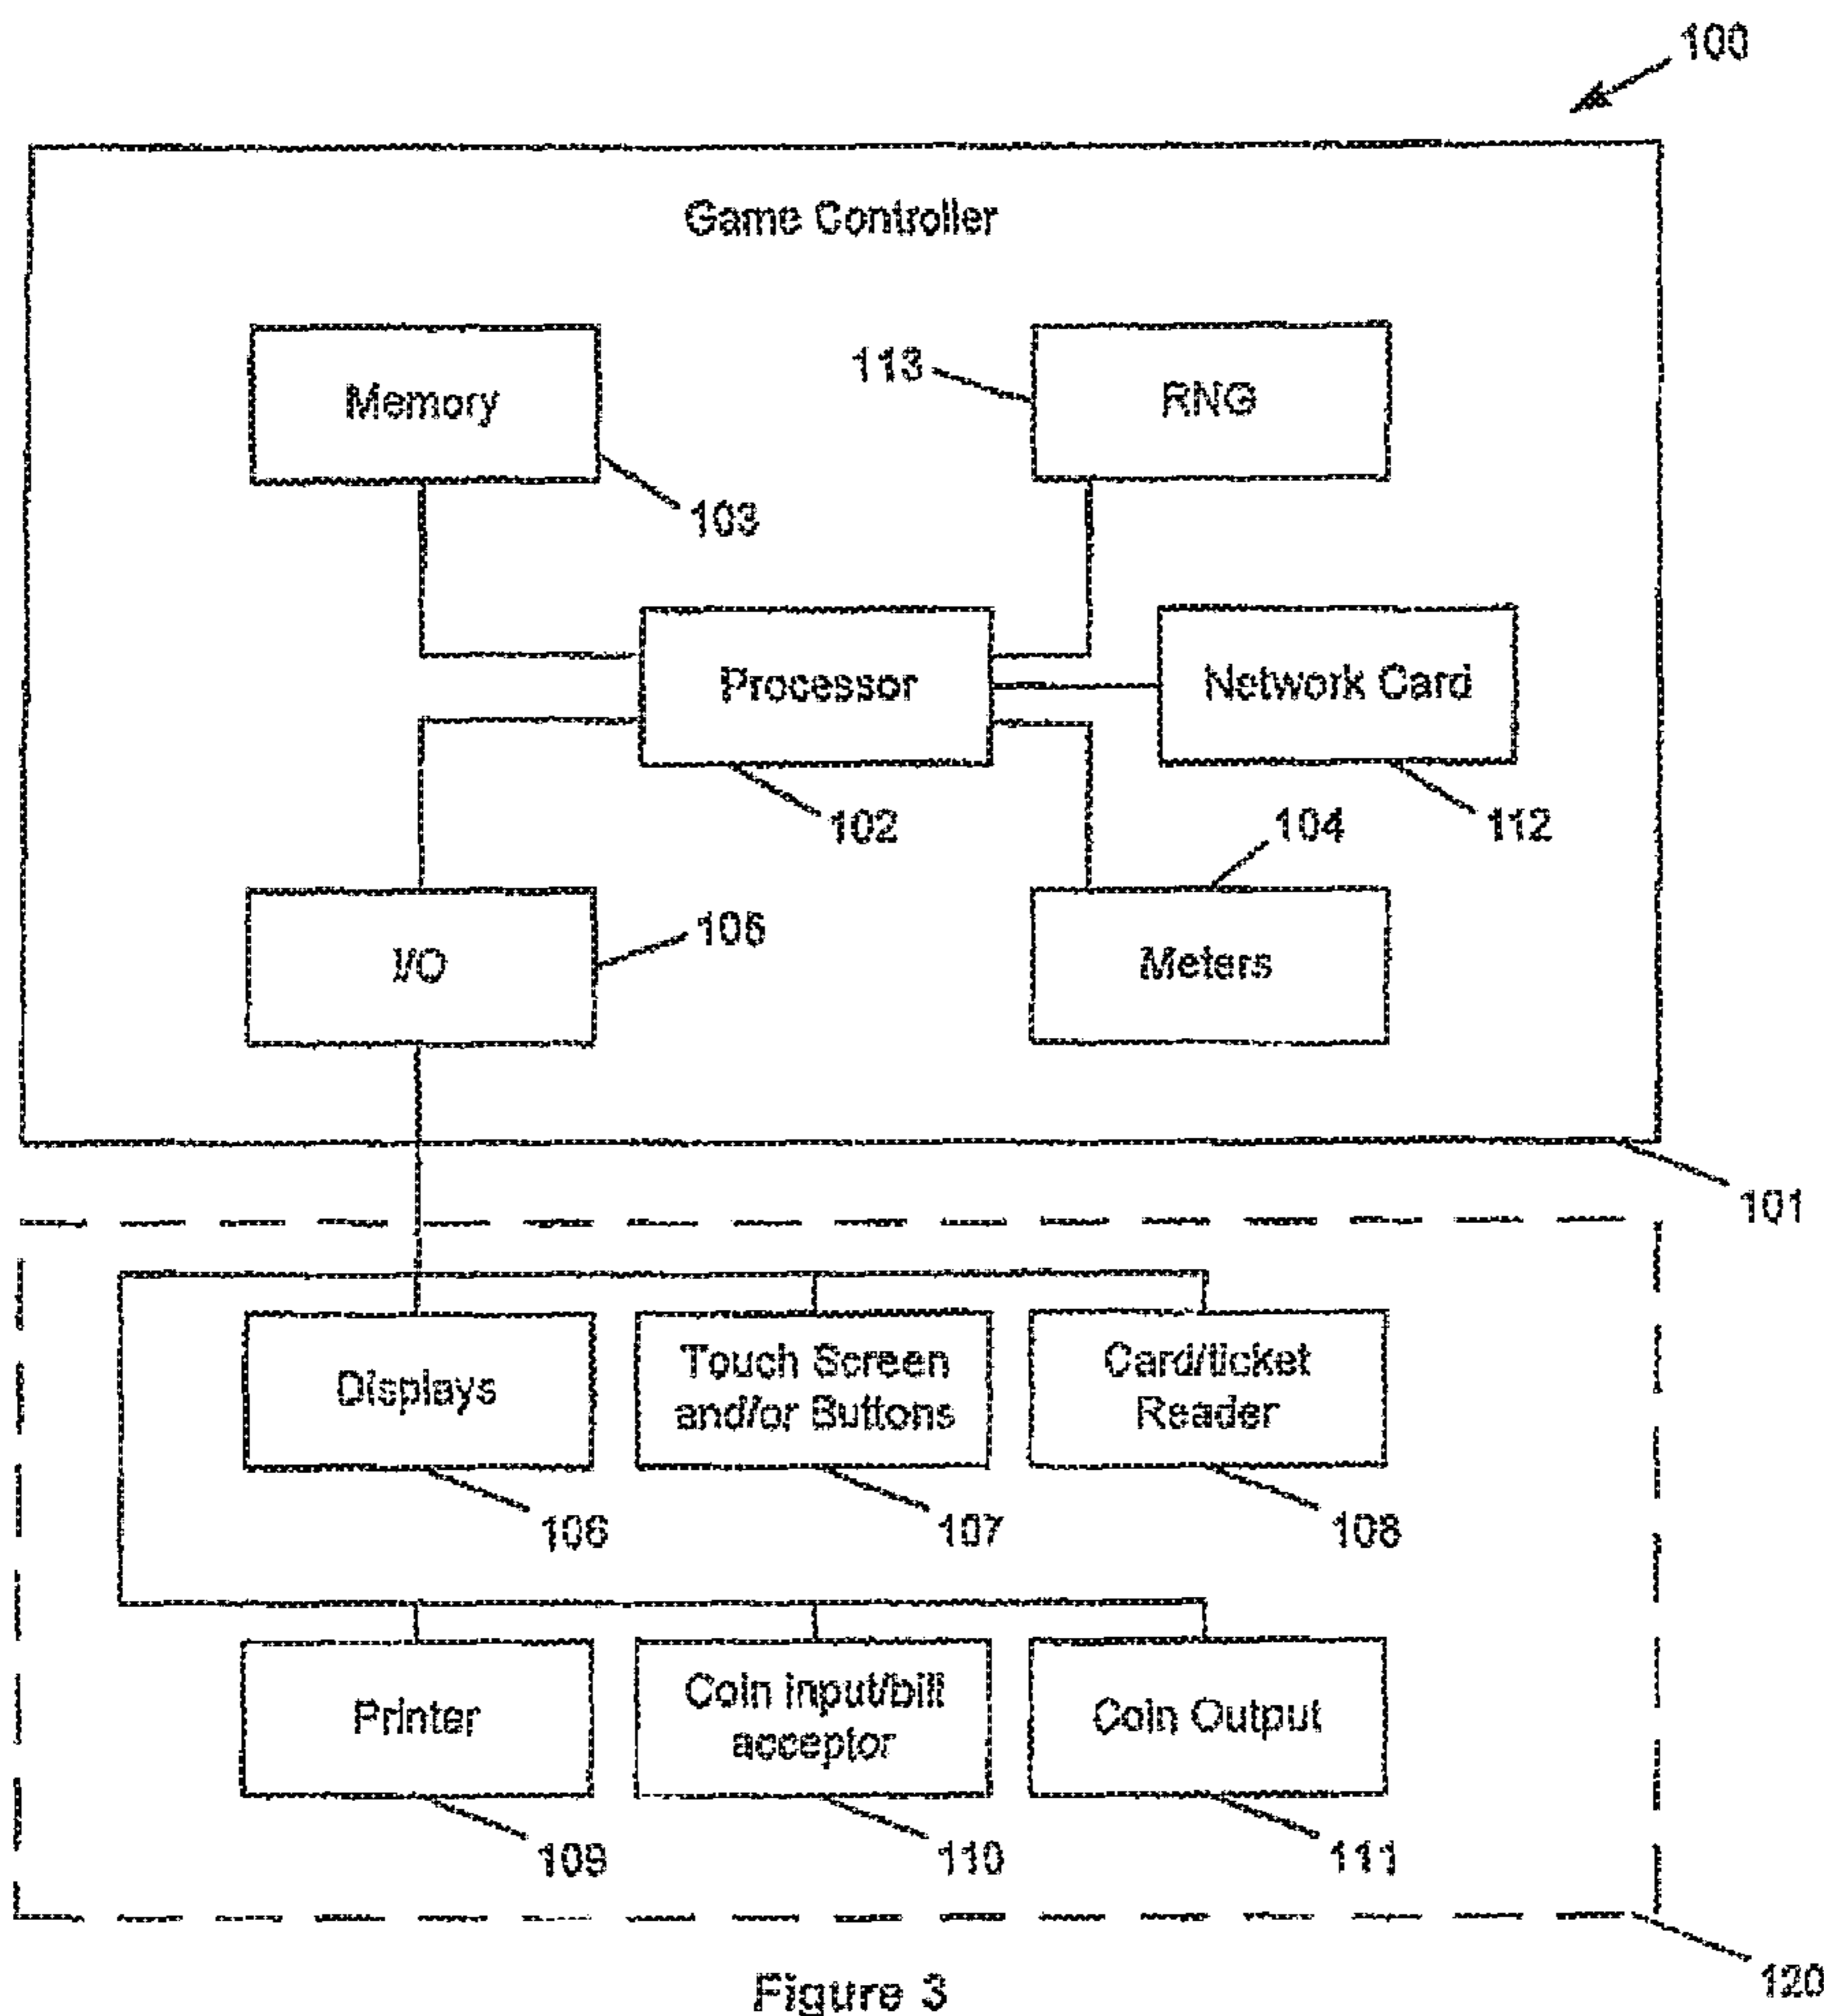 100
Game Controller
Memory
103
113
RNG
Processor
102
Network Card
112
I/O
105
104
Meters
101
Displays
106
Touch Screen
and/or Buttons
107
Card/ticket
Reader
108
Printer
109
Coin input/bill
acceptor
110
Coin Output
111
120
Figure 3